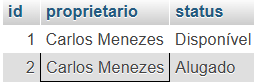 id proprietario status
1 Carlos Menezes Disponível
2 Carlos Menezes Alugado